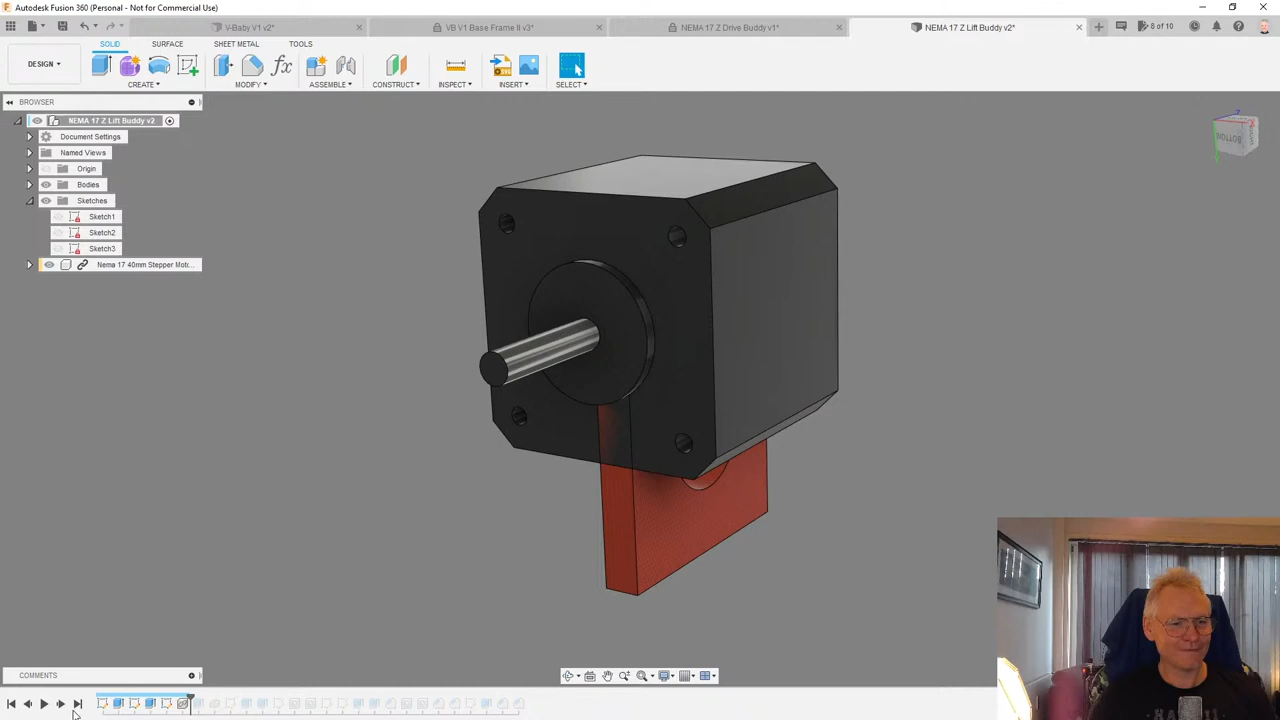 Autodesk Fusion 360 (Personal - Not for Commercial Use)
V-Baby V1 v2*
VB V1 Base Frame II v3*
NEMA 17 Z Drive Buddy v1*
NEMA 17 Z Lift Buddy v2*
8 of 10
SOLID
SURFACE
SHEET METAL
TOOLS
DESIGN
CREATE
MODIFY
ASSEMBLE
CONSTRUCT
INSPECT
INSERT
SELECT
BROWSER
NEMA 17 Z Lift Buddy v2
Document Settings
Named Views
Origin
Bodies
Sketches
Sketch1
Sketch2
Sketch3
Nema 17 40mm Stepper Motc...
BOTTOM
Z
X
COMMENTS